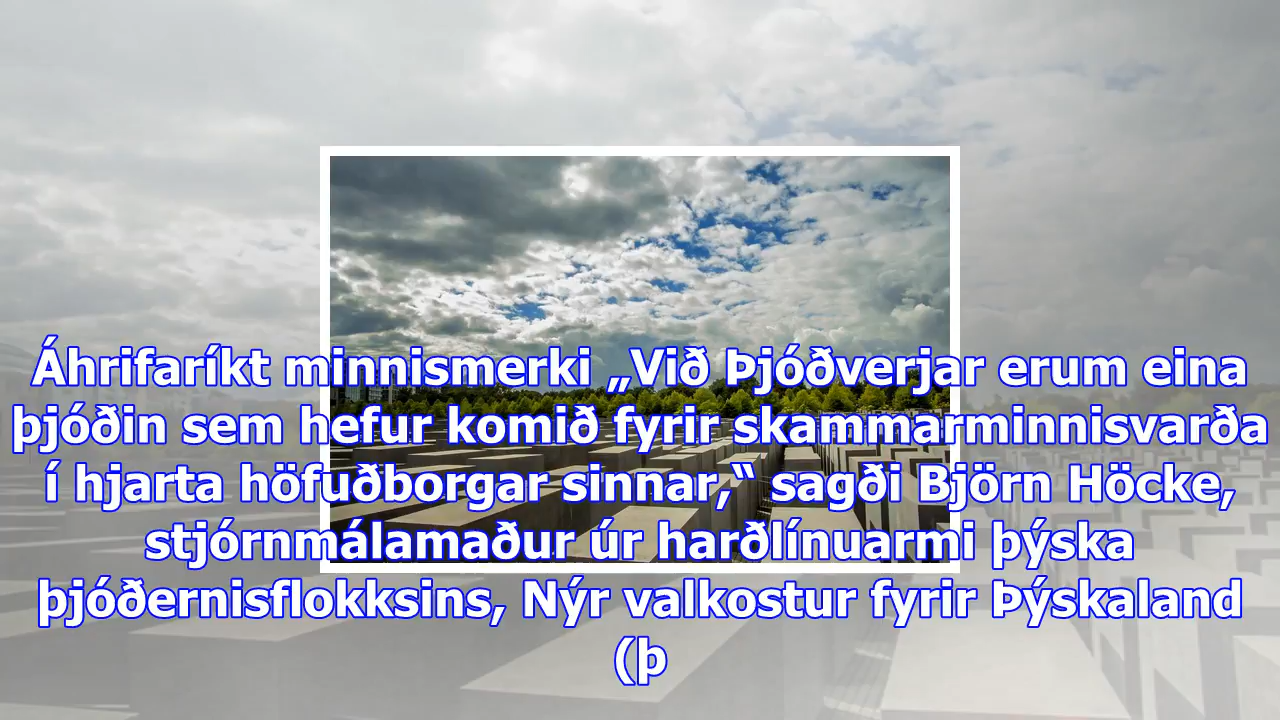 Áhrifaríkt minnismerki „Við Þjóðverjar erum eina
þjóðin sem hefur komið fyrir skammarminnisvarða
í hjarta höfuðborgar sinnar,“ sagði Björn Höcke,
stjórnmálamaður úr harðlínuarmi þýska
þjóðernisflokksins, Nýr valkostur fyrir Þýskaland
(þ